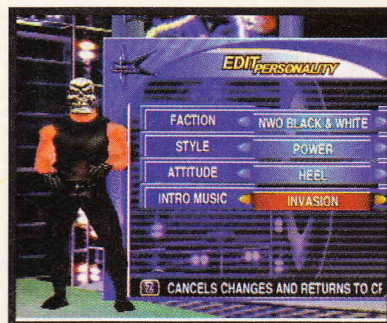 EDIT PERSONALITY
FACTION NWO BLACK & WHITE
STYLE POWER
ATTITUDE HEEL
INTRO MUSIC INVASION
Z CANCELS CHANGES AND RETURNS TO